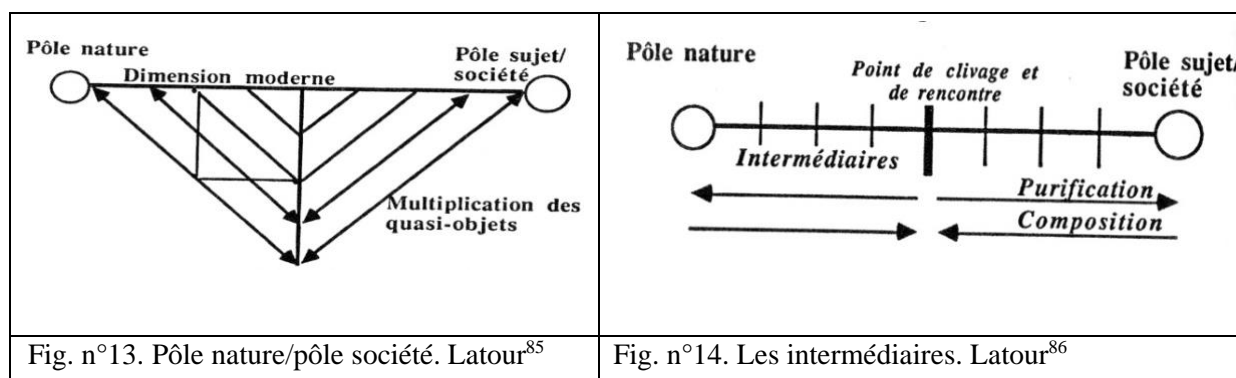 Pôle nature
Pôle sujet/
société
Dimension moderne
Multiplication des
quasi-objets
Fig. n°13. Pôle nature/pôle société. Latour85
Pôle nature
Point de clivage et
de rencontre
Pôle sujet/
société
Intermédiaires
Purification
Composition
Fig. n°14. Les intermédiaires. Latour86